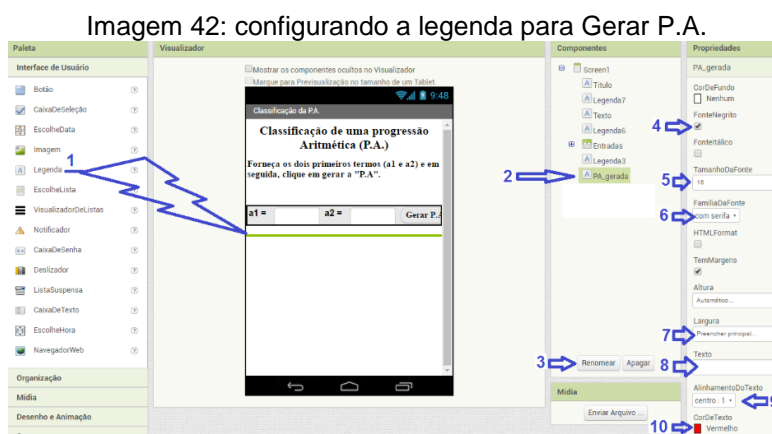 Imagem 42: configurando a legenda para Gerar P.A.
Paleta
Interface de Usuário
Botão
CaixaDeSeleção
EscolheData
Imagem
1
Legenda
EscolheLista
VisualizadorDeListas
Notificador
CaixaDeSenha
Deslizador
ListaSuspensa
CaixaDeTexto
EscolheHora
NavegadorWeb
Organização
Mídia
Desenho e Animação
Visualizador
Mostrar os componentes ocultos no Visualizador
Marque para Previsualização no tamanho de um Tablet.
9:48
Classificação da P.A.
Classificação de uma progressão
Aritmética (P.A.)
Forneça os dois primeiros termos (a1 e a2) e em
seguida, clique em gerar a "P.A".
a1 =
a2 =
Gerar P.A
Componentes
Screen1
Titulo
Legenda7
Texto
Legenda6
Entradas
Legenda3
2
PA_gerada
3
Renomear
Apagar
Mídia
Enviar Arquivo ...
Propriedades
PA_gerada
CorDeFundo
Nenhum
FonteNegrito
4
FonteItálico
TamanhoDaFonte
5
16
FamiliaDaFonte
6
com serifa
HTMLFormat
TemMargens
Altura
Automático...
Largura
7
Preencher principal...
Texto
8
AlinhamentoDoTexto
centro : 1
9
CorDeTexto
10
Vermelho